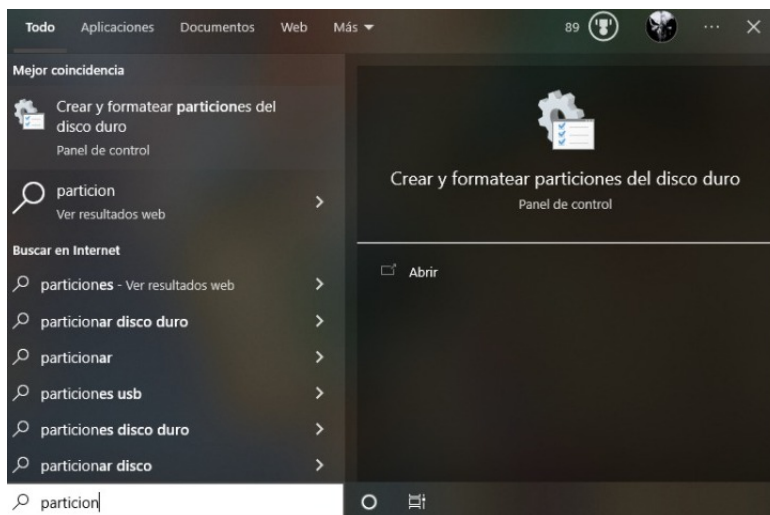 Todo Aplicaciones Documentos Web Más 89 ...
Mejor coincidencia
Crear y formatear particiones del
disco duro
Panel de control
particion
Ver resultados web
Buscar en Internet
particiones - Ver resultados web
particionar disco duro
particionar
particiones usb
particiones disco duro
particionar disco
particion
Crear y formatear particiones del disco duro
Panel de control
Abrir